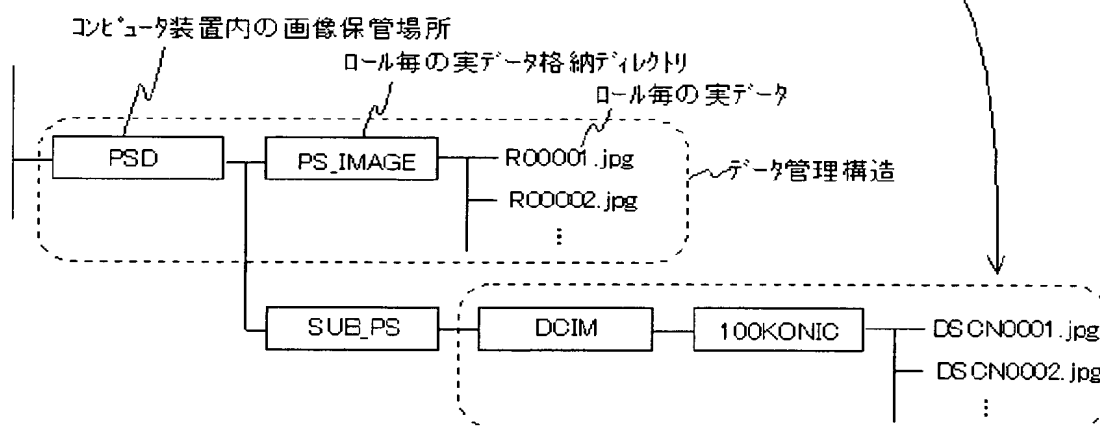 コンピュータ装置内の画像保管場所
ロール毎の実データ格納ディレクトリ
ロール毎の実データ
PSD
PS_IMAGE
R00001.jpg
データ管理構造
R00002.jpg
⋮
SUB_PS
DCIM
100KONIC
DSCN0001.jpg
DSCN0002.jpg
⋮